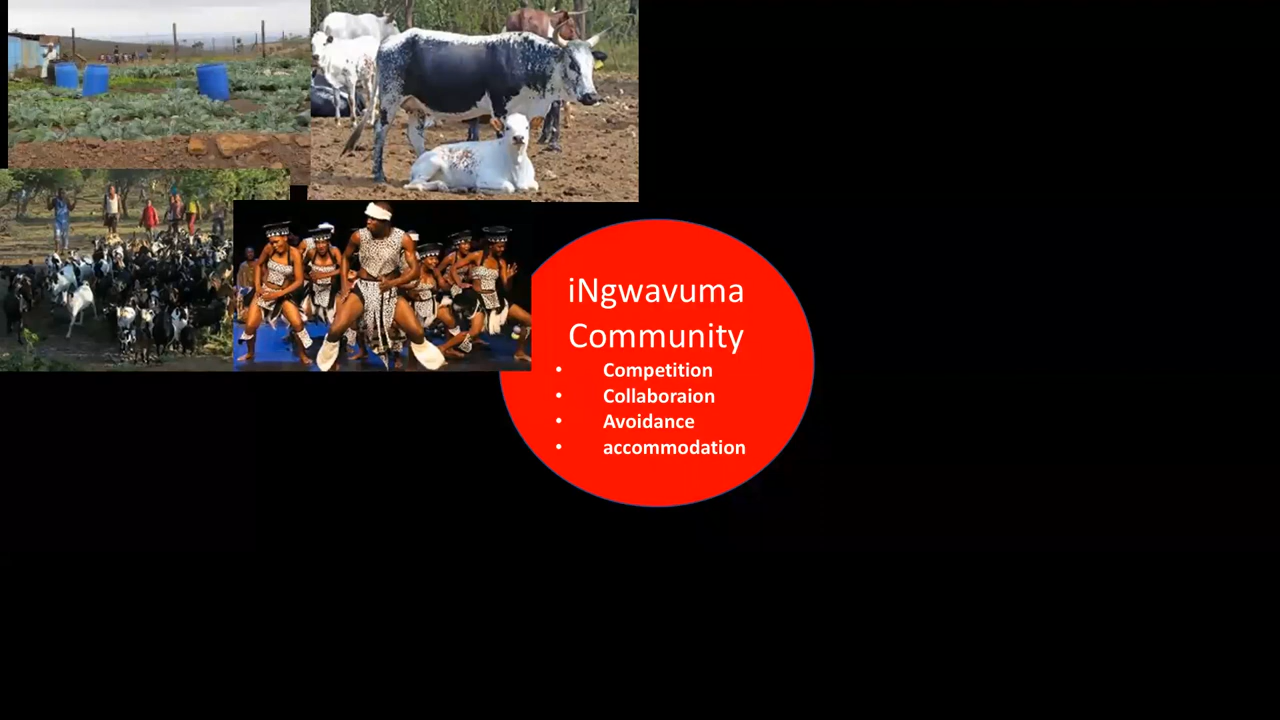 iNgwavuma
Community
• Competition
• Collaboraion
• Avoidance
• accommodation